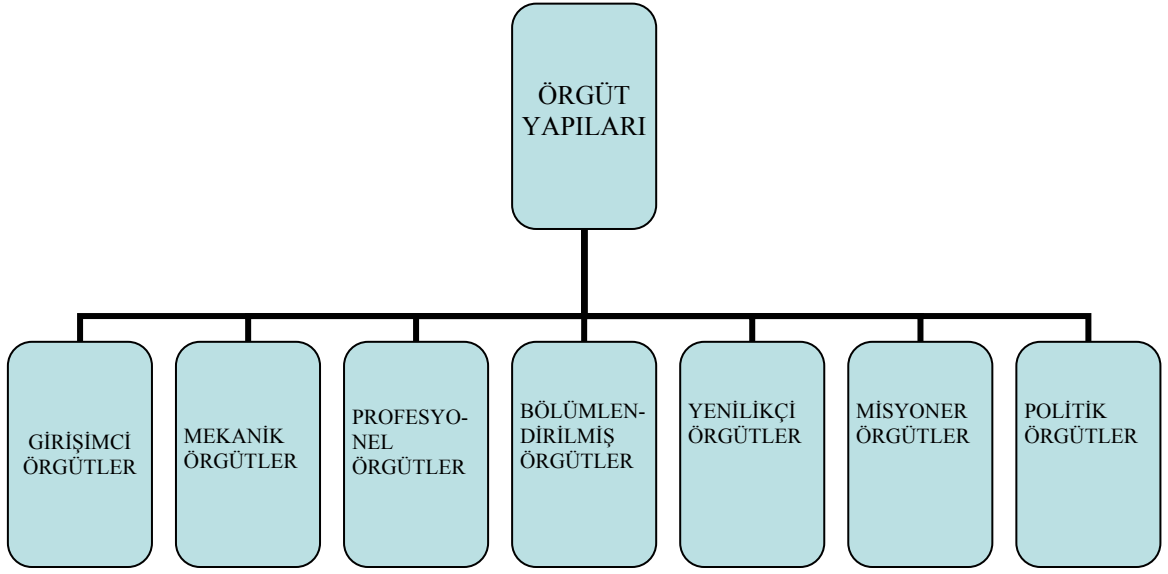 ÖRGÜT
YAPILARI
GİRİŞİMCİ
ÖRGÜTLER
MEKANİK
ÖRGÜTLER
PROFESYO-
NEL
ÖRGÜTLER
BÖLÜMLEN-
DİRİLMİŞ
ÖRGÜTLER
YENİLİKÇİ
ÖRGÜTLER
MİSYONER
ÖRGÜTLER
POLİTİK
ÖRGÜTLER